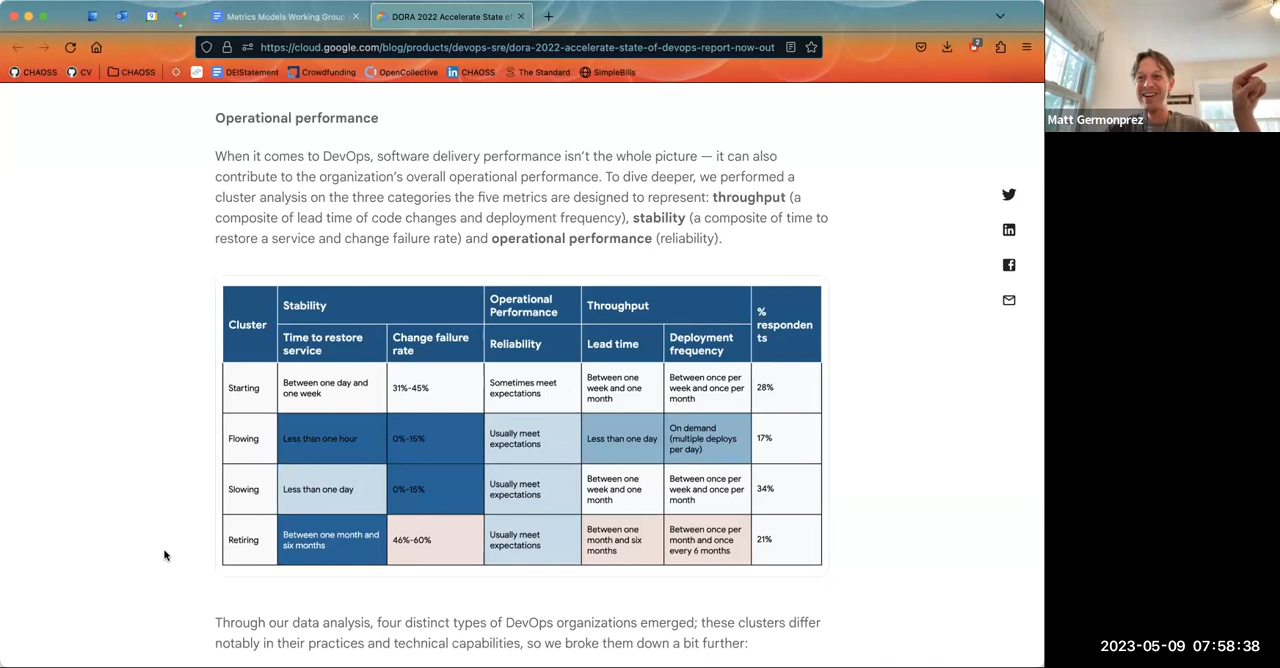 Metrics Models Working Group
DORA 2022 Accelerate State of
https://cloud.google.com/blog/products/devops-sre/dora-2022-accelerate-state-of-devops-report-now-out
2
CHAOSS
CV
CHAOSS
DEIStatement
Crowdfunding
OpenCollective
CHAOSS
The Standard
SimpleBills
Matt Germonprez
Operational performance
When it comes to DevOps, software delivery performance isn't the whole picture — it can also
contribute to the organization's overall operational performance. To dive deeper, we performed a
cluster analysis on the three categories the five metrics are designed to represent: throughput (a
composite of lead time of code changes and deployment frequency), stability (a composite of time to
restore a service and change failure rate) and operational performance (reliability).
Cluster
Stability
Operational
Performance
Throughput
%
responden
ts
Time to restore
service
Change failure
rate
Reliability
Lead time
Deployment
frequency
Starting
Between one day and
one week
31%-45%
Sometimes meet
expectations
Between one
week and one
month
Between once per
week and once per
month
28%
Flowing
Less than one hour
0%-15%
Usually meet
expectations
Less than one day
On demand
(multiple deploys
per day)
17%
Slowing
Less than one day
0%-15%
Usually meet
expectations
Between one
week and one
month
Between once per
week and once per
month
34%
Retiring
Between one month and
six months
46%-60%
Usually meet
expectations
Between one
month and six
months
Between once per
month and once
every 6 months
21%
Through our data analysis, four distinct types of DevOps organizations emerged; these clusters differ
notably in their practices and technical capabilities, so we broke them down a bit further:
2023-05-09 07:58:38